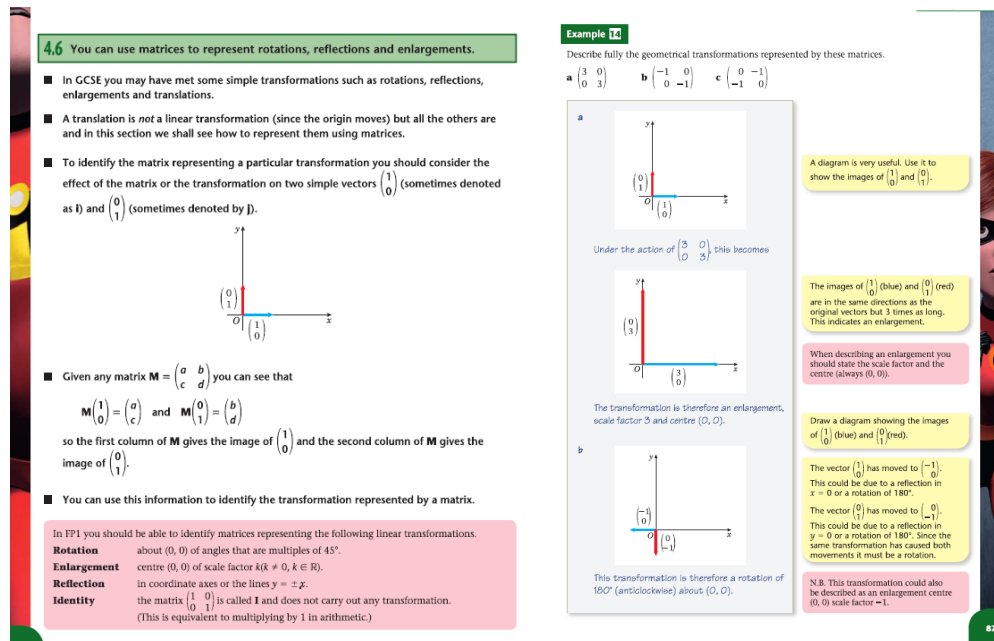 4.6 You can use matrices to represent rotations, reflections and enlargements.
■ In GCSE you may have met some simple transformations such as rotations, reflections,
enlargements and translations.
■ A translation is not a linear transformation (since the origin moves) but all the others are
and in this section we shall see how to represent them using matrices.
■ To identify the matrix representing a particular transformation you should consider the
effect of the matrix or the transformation on two simple vectors (1 0) (sometimes denoted
as i) and (0 1) (sometimes denoted by j).
y
(0 1)
O (1 0) x
■ Given any matrix M = (a b c d) you can see that
M(1 0) = (a c) and M(0 1) = (b d)
so the first column of M gives the image of (1 0) and the second column of M gives the
image of (0 1).
■ You can use this information to identify the transformation represented by a matrix.
In FP1 you should be able to identify matrices representing the following linear transformations.
Rotation about (0, 0) of angles that are multiples of 45°.
Enlargement centre (0, 0) of scale factor k(k ≠ 0, k ∈ ℝ).
Reflection in coordinate axes or the lines y = ±x.
Identity the matrix (1 0 0 1) is called I and does not carry out any transformation.
(This is equivalent to multiplying by 1 in arithmetic.)
Example 14
Describe fully the geometrical transformations represented by these matrices.
a (3 0 0 3) b (−1 0 0 −1) c (0 −1 −1 0)
a
y
(0 1)
O (1 0) x
Under the action of (3 0 0 3), this becomes
y
(0 3)
O (3 0) x
The transformation is therefore an enlargement,
scale factor 3 and centre (0, 0).
b
y
(−1 0)
O (0 −1) x
This transformation is therefore a rotation of
180° (anticlockwise) about (0, 0).
A diagram is very useful. Use it to
show the images of (1 0) and (0 1).
The images of (1 0) (blue) and (0 1) (red)
are in the same directions as the
original vectors but 3 times as long.
This indicates an enlargement.
When describing an enlargement you
should state the scale factor and the
centre (always (0, 0)).
Draw a diagram showing the images
of (1 0) (blue) and (0 1)(red).
The vector (1 0) has moved to (−1 0).
This could be due to a reflection in
x = 0 or a rotation of 180°.
The vector (0 1) has moved to (0 −1).
This could be due to a reflection in
y = 0 or a rotation of 180°. Since the
same transformation has caused both
movements it must be a rotation.
N.B. This transformation could also
be described as an enlargement centre
(0, 0) scale factor −1.